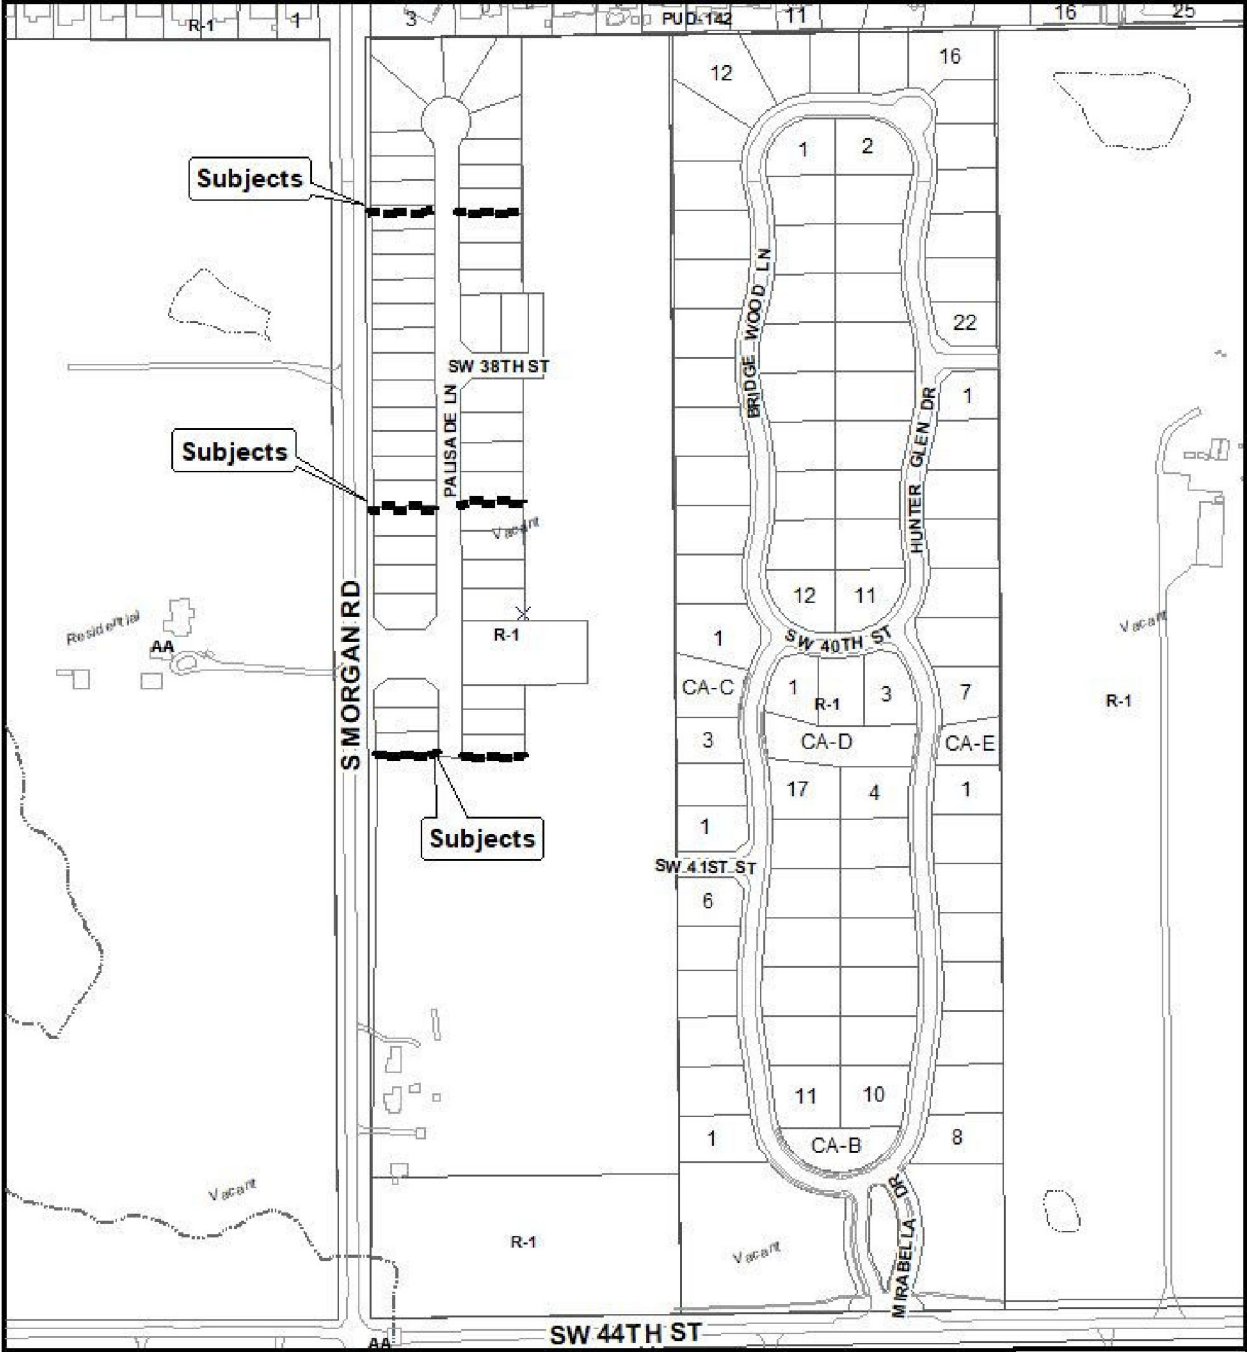 R-1
1
3
PUD-142
11
16
25
12
16
1
2
Subjects
BRIDGE WOOD LN
22
SW 38TH ST
PALISADE LN
1
HUNTER GLEN DR
Subjects
Vacant
12
11
S MORGAN RD
Residential
AA
R-1
1
SW 40TH ST
Vacant
CA-C
1
R-1
3
7
R-1
3
CA-D
CA-E
17
4
1
Subjects
1
SW 41ST ST
6
11
10
1
CA-B
8
Vacant
R-1
Vacant
MIRABELLA DR
SW 44TH ST
AA